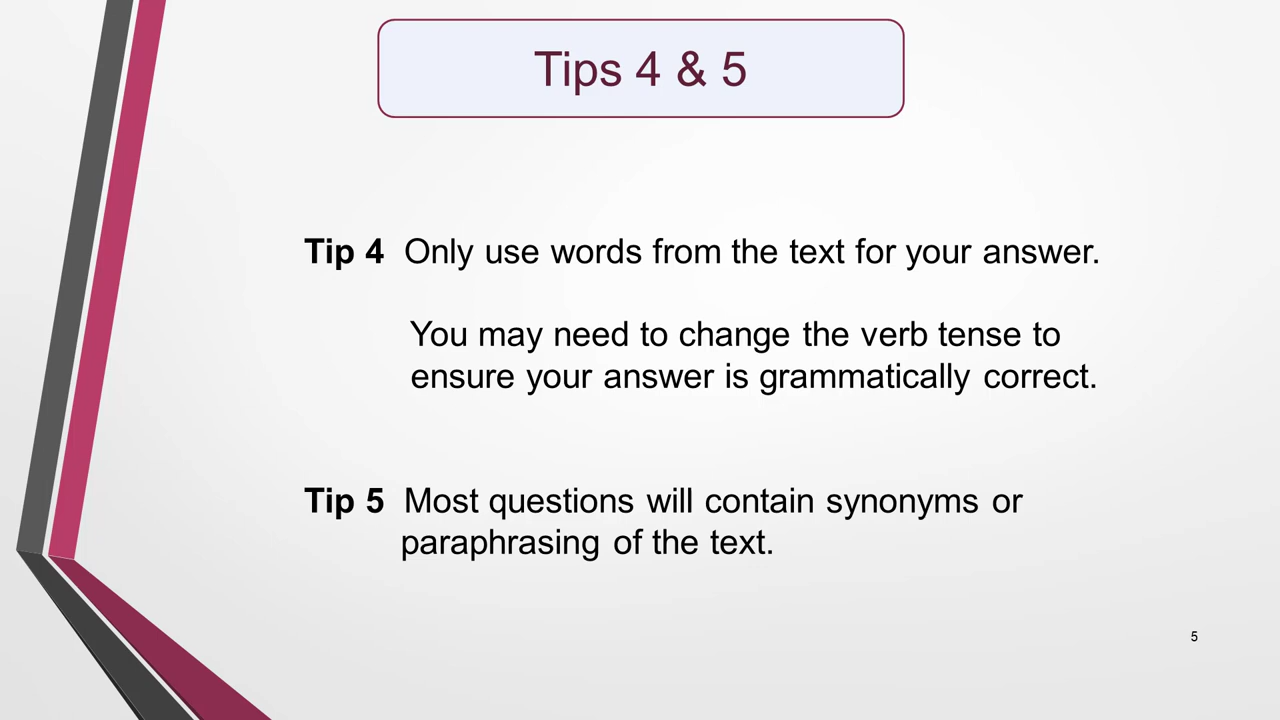 Tips 4 & 5
Tip 4 Only use words from the text for your answer.
You may need to change the verb tense to
ensure your answer is grammatically correct.
Tip 5 Most questions will contain synonyms or
paraphrasing of the text.
5